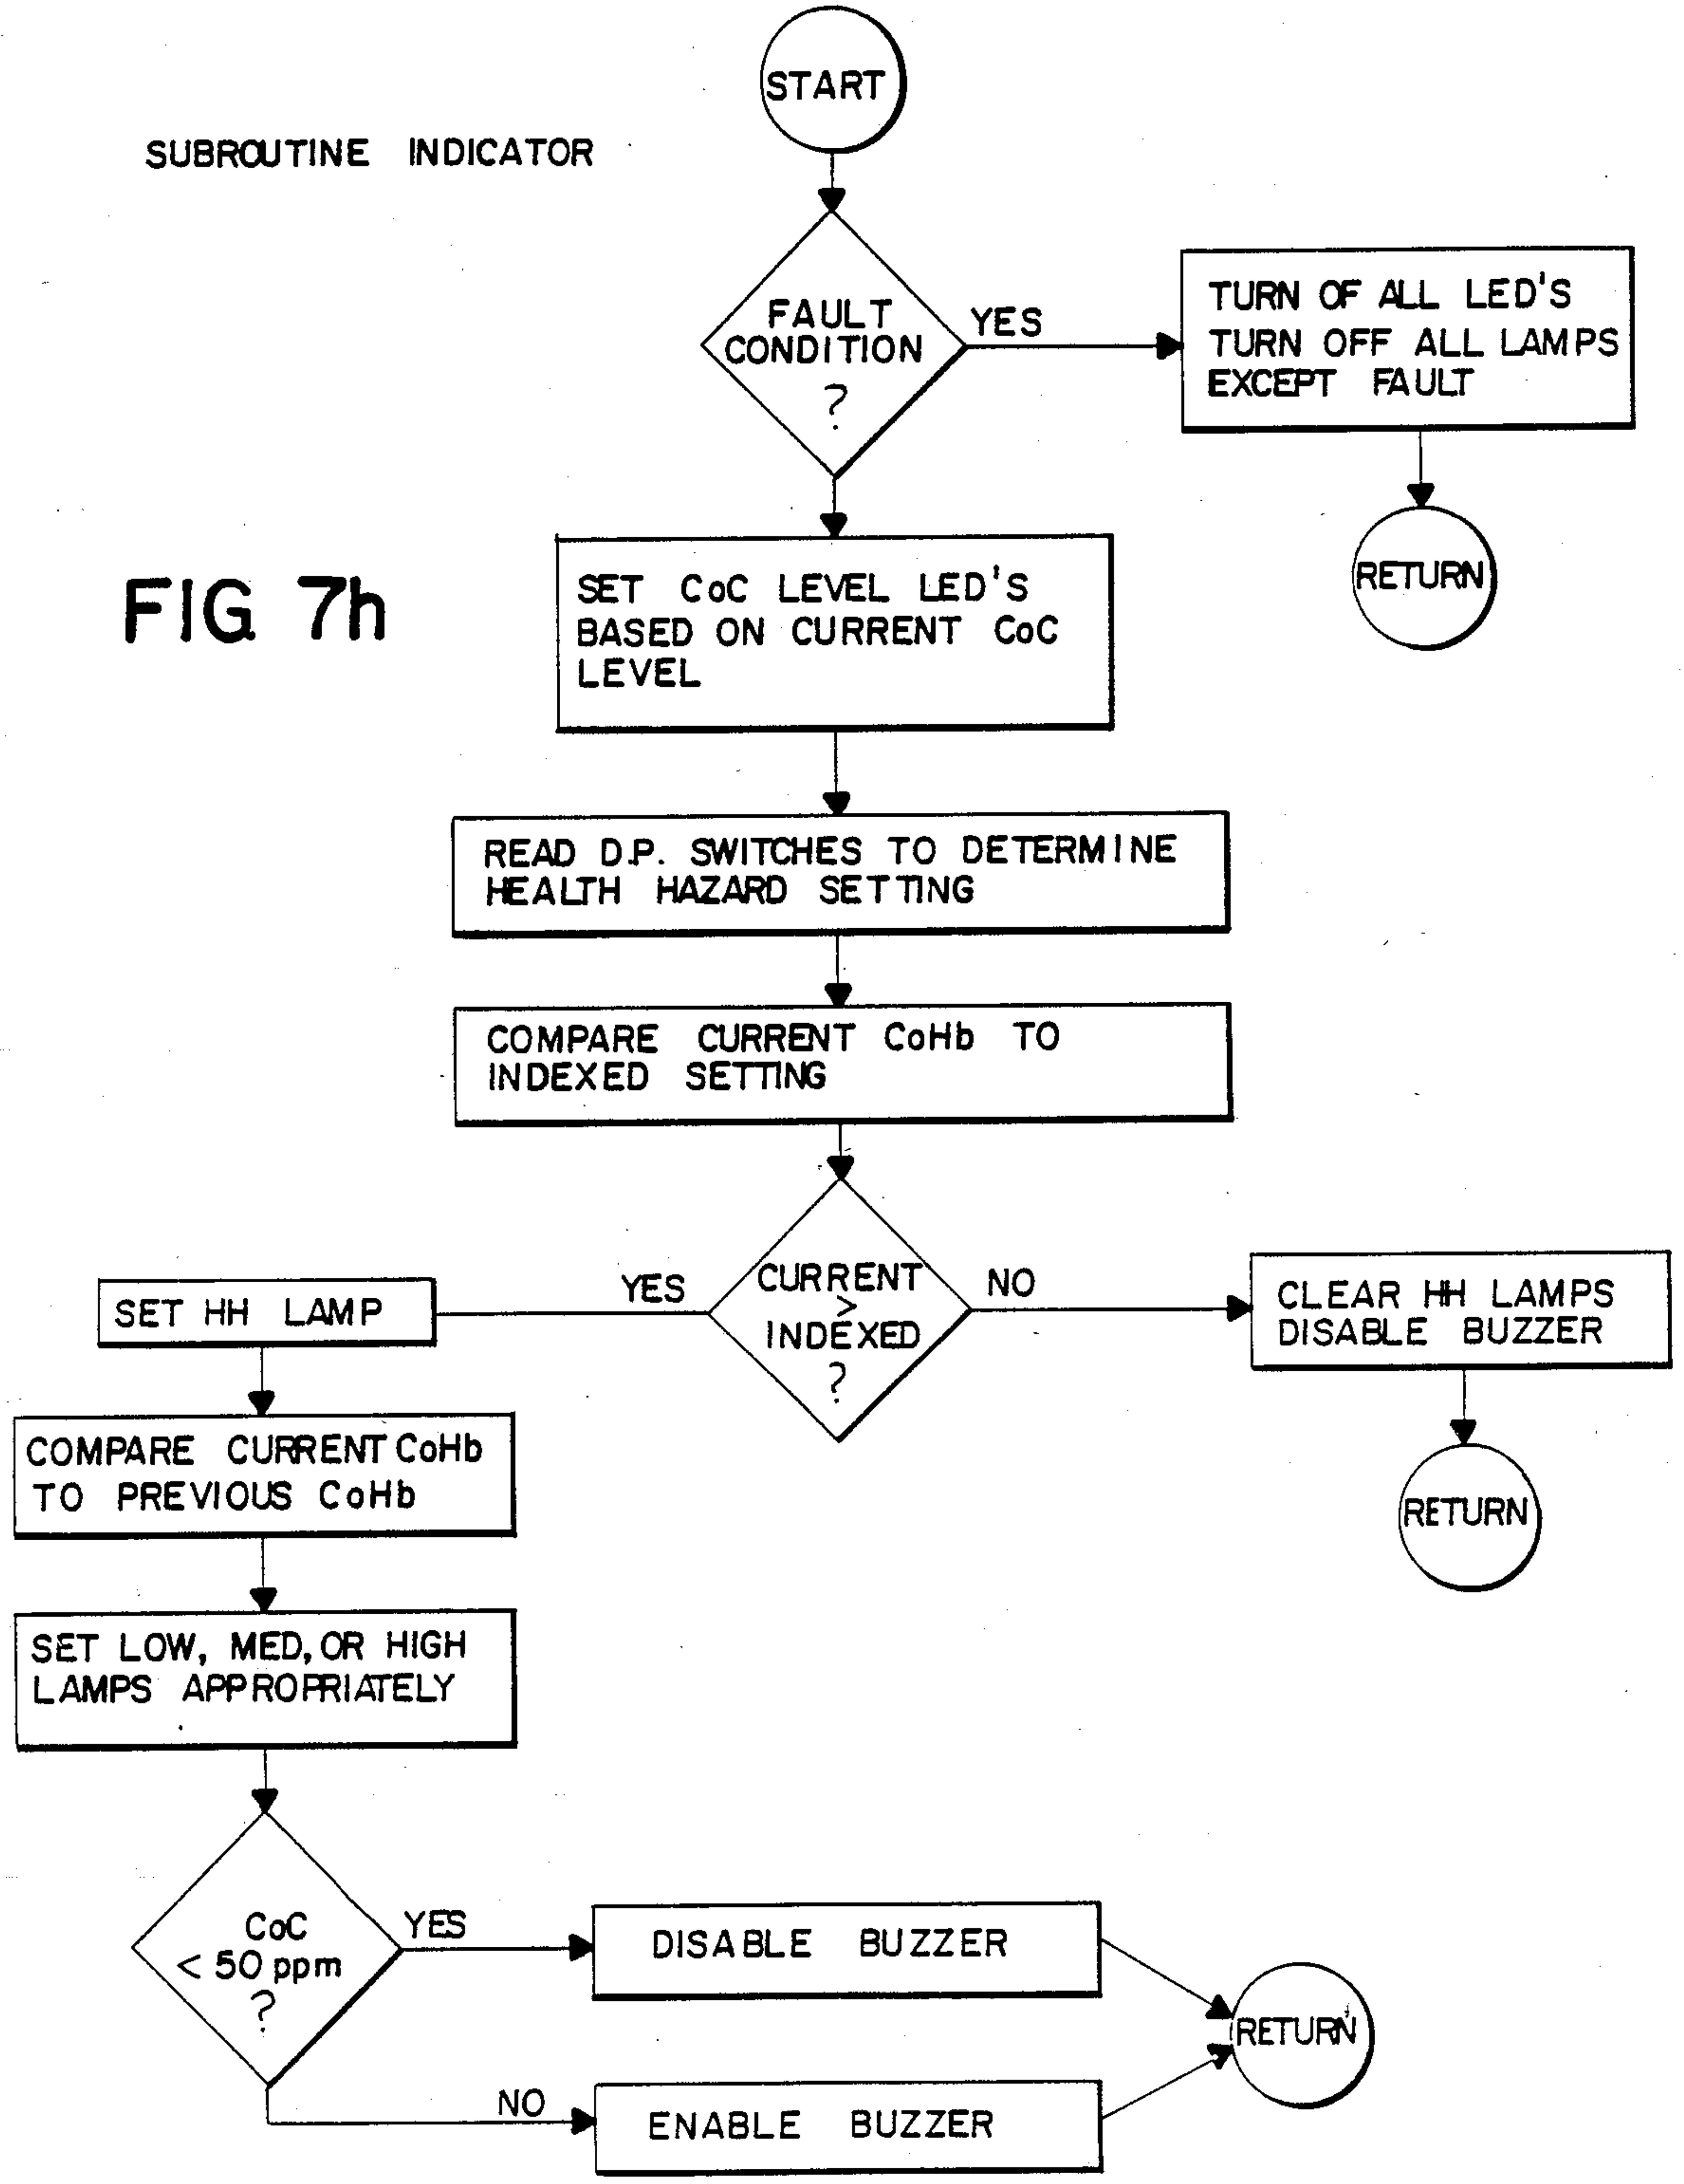 START
SUBROUTINE INDICATOR
FAULT
CONDITION
?
YES
TURN OF ALL LED'S
TURN OFF ALL LAMPS
EXCEPT FAULT
RETURN
FIG 7h
SET CoC LEVEL LED'S
BASED ON CURRENT CoC
LEVEL
READ D.P. SWITCHES TO DETERMINE
HEALTH HAZARD SETTING
COMPARE CURRENT CoHb TO
INDEXED SETTING
CURRENT
>
INDEXED
?
YES
NO
SET HH LAMP
CLEAR HH LAMPS
DISABLE BUZZER
RETURN
COMPARE CURRENT CoHb
TO PREVIOUS CoHb
SET LOW, MED, OR HIGH
LAMPS APPROPRIATELY
CoC
< 50 ppm
?
YES
DISABLE BUZZER
NO
ENABLE BUZZER
RETURN